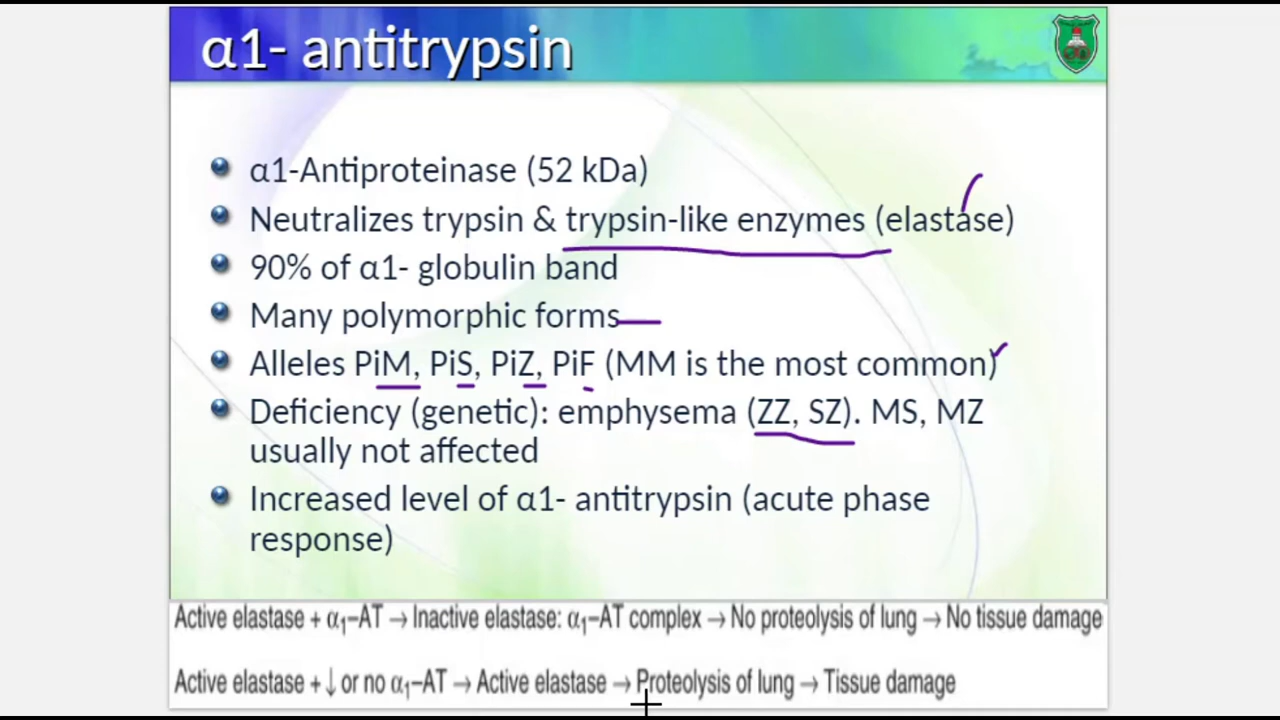 α1- antitrypsin
α1-Antiproteinase (52 kDa)
Neutralizes trypsin & trypsin-like enzymes (elastase)
90% of α1- globulin band
Many polymorphic forms
Alleles PiM, PiS, PiZ, PiF (MM is the most common)
Deficiency (genetic): emphysema (ZZ, SZ). MS, MZ
usually not affected
Increased level of α1- antitrypsin (acute phase
response)
Active elastase + α₁–AT → Inactive elastase: α₁–AT complex → No proteolysis of lung → No tissue damage
Active elastase + ↓ or no α₁–AT → Active elastase → Proteolysis of lung → Tissue damage